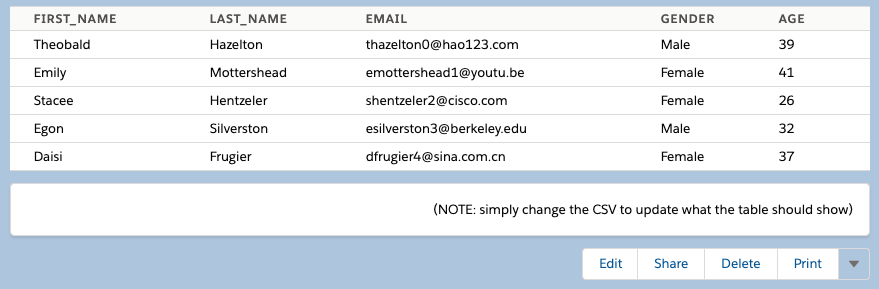 FIRST_NAME LAST_NAME EMAIL GENDER AGE
Theobald Hazelton thazelton0@hao123.com Male 39
Emily Mottershead emottershead1@youtu.be Female 41
Stacee Hentzeler shentzeler2@cisco.com Female 26
Egon Silverston esilverston3@berkeley.edu Male 32
Daisi Frugier dfrugier4@sina.com.cn Female 37
(NOTE: simply change the CSV to update what the table should show)
Edit Share Delete Print